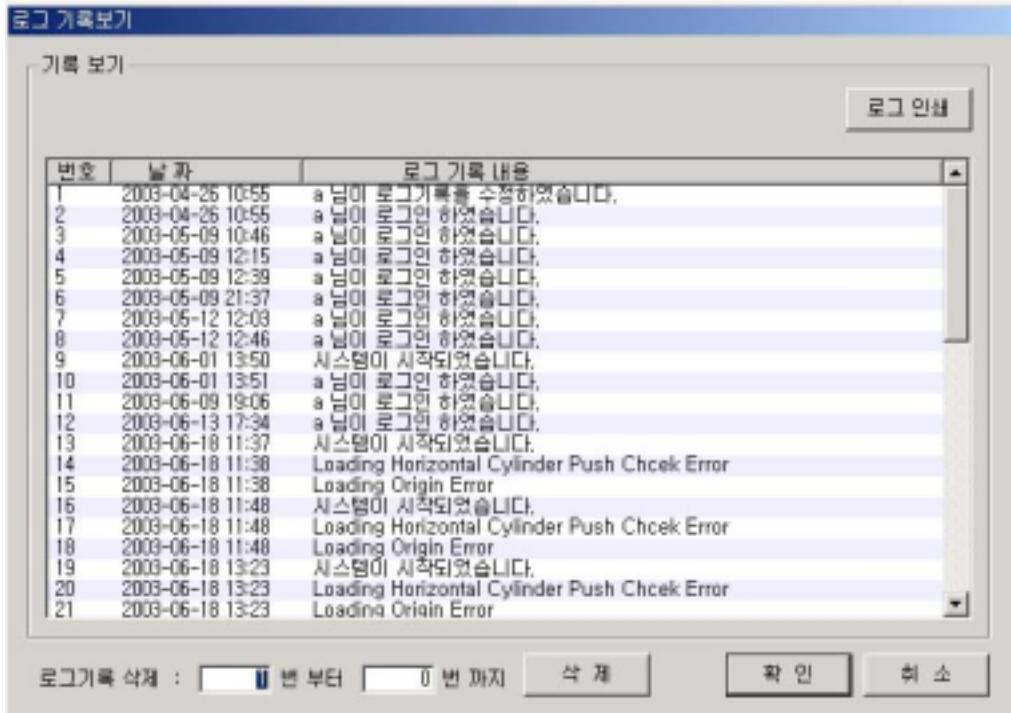 로그 기록보기
기록 보기
로그 인쇄
번호 날 짜 로그 기록 내용
1 2003-04-26 10:55 a 님이 로그기록을 수정하였습니다.
2 2003-04-26 10:55 a 님이 로그인 하였습니다.
3 2003-05-09 10:46 a 님이 로그인 하였습니다.
4 2003-05-09 12:15 a 님이 로그인 하였습니다.
5 2003-05-09 12:39 a 님이 로그인 하였습니다.
6 2003-05-09 21:37 a 님이 로그인 하였습니다.
7 2003-05-12 12:03 a 님이 로그인 하였습니다.
8 2003-05-12 12:46 a 님이 로그인 하였습니다.
9 2003-06-01 13:50 시스템이 시작되었습니다.
10 2003-06-01 13:51 a 님이 로그인 하였습니다.
11 2003-06-09 19:06 a 님이 로그인 하였습니다.
12 2003-06-13 17:34 a 님이 로그인 하였습니다.
13 2003-06-18 11:37 시스템이 시작되었습니다.
14 2003-06-18 11:38 Loading Horizontal Cylinder Push Chcek Error
15 2003-06-18 11:38 Loading Origin Error
16 2003-06-18 11:48 시스템이 시작되었습니다.
17 2003-06-18 11:48 Loading Horizontal Cylinder Push Chcek Error
18 2003-06-18 11:48 Loading Origin Error
19 2003-06-18 13:23 시스템이 시작되었습니다.
20 2003-06-18 13:23 Loading Horizontal Cylinder Push Chcek Error
21 2003-06-18 13:23 Loading Origin Error
로그기록 삭제 : 1 번 부터 0 번 까지 삭 제 확 인 취 소